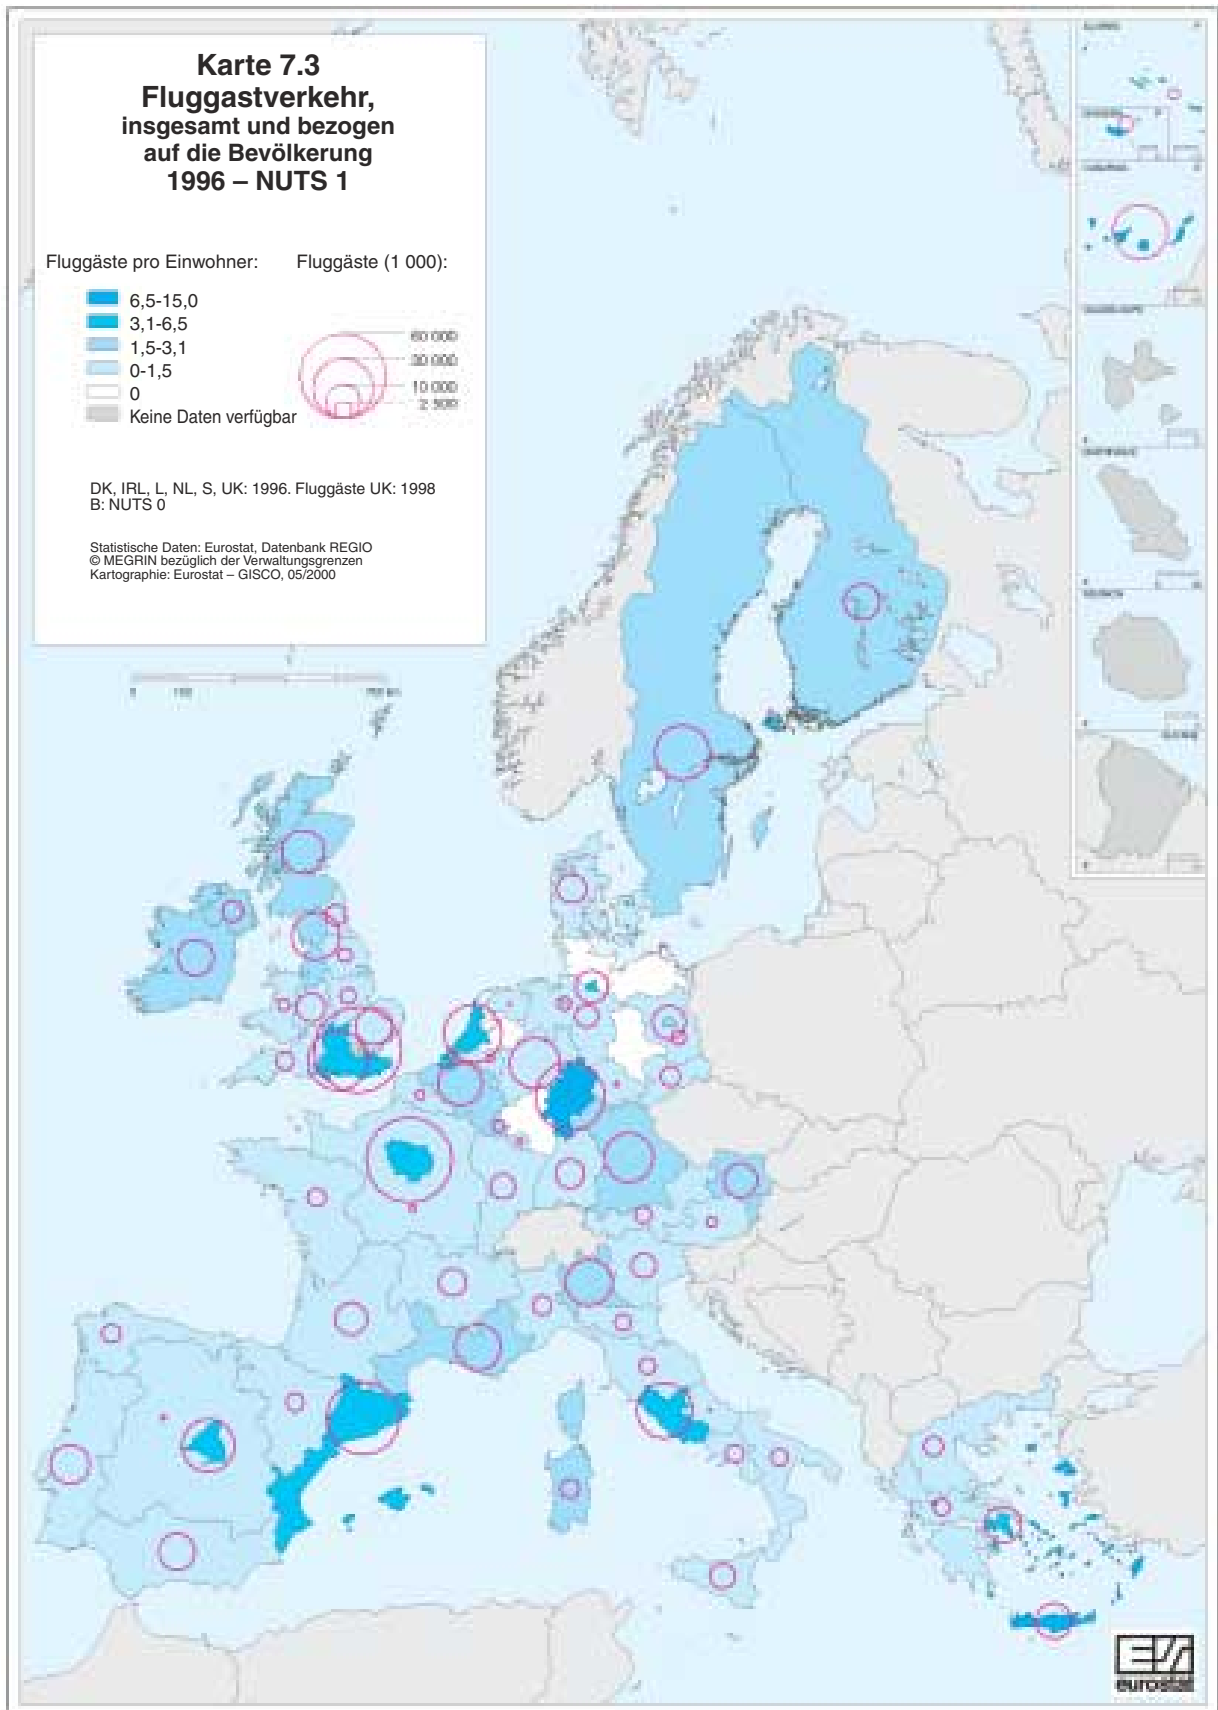 Karte 7.3
Fluggastverkehr,
insgesamt und bezogen
auf die Bevölkerung
1996 – NUTS 1
Fluggäste pro Einwohner:
6,5-15,0
3,1-6,5
1,5-3,1
0-1,5
0
Keine Daten verfügbar
Fluggäste (1 000):
60 000
30 000
10 000
2 500
DK, IRL, L, NL, S, UK: 1996. Fluggäste UK: 1998
B: NUTS 0
Statistische Daten: Eurostat, Datenbank REGIO
© MEGRIN bezüglich der Verwaltungsgrenzen
Kartographie: Eurostat – GISCO, 05/2000
0
eurostat